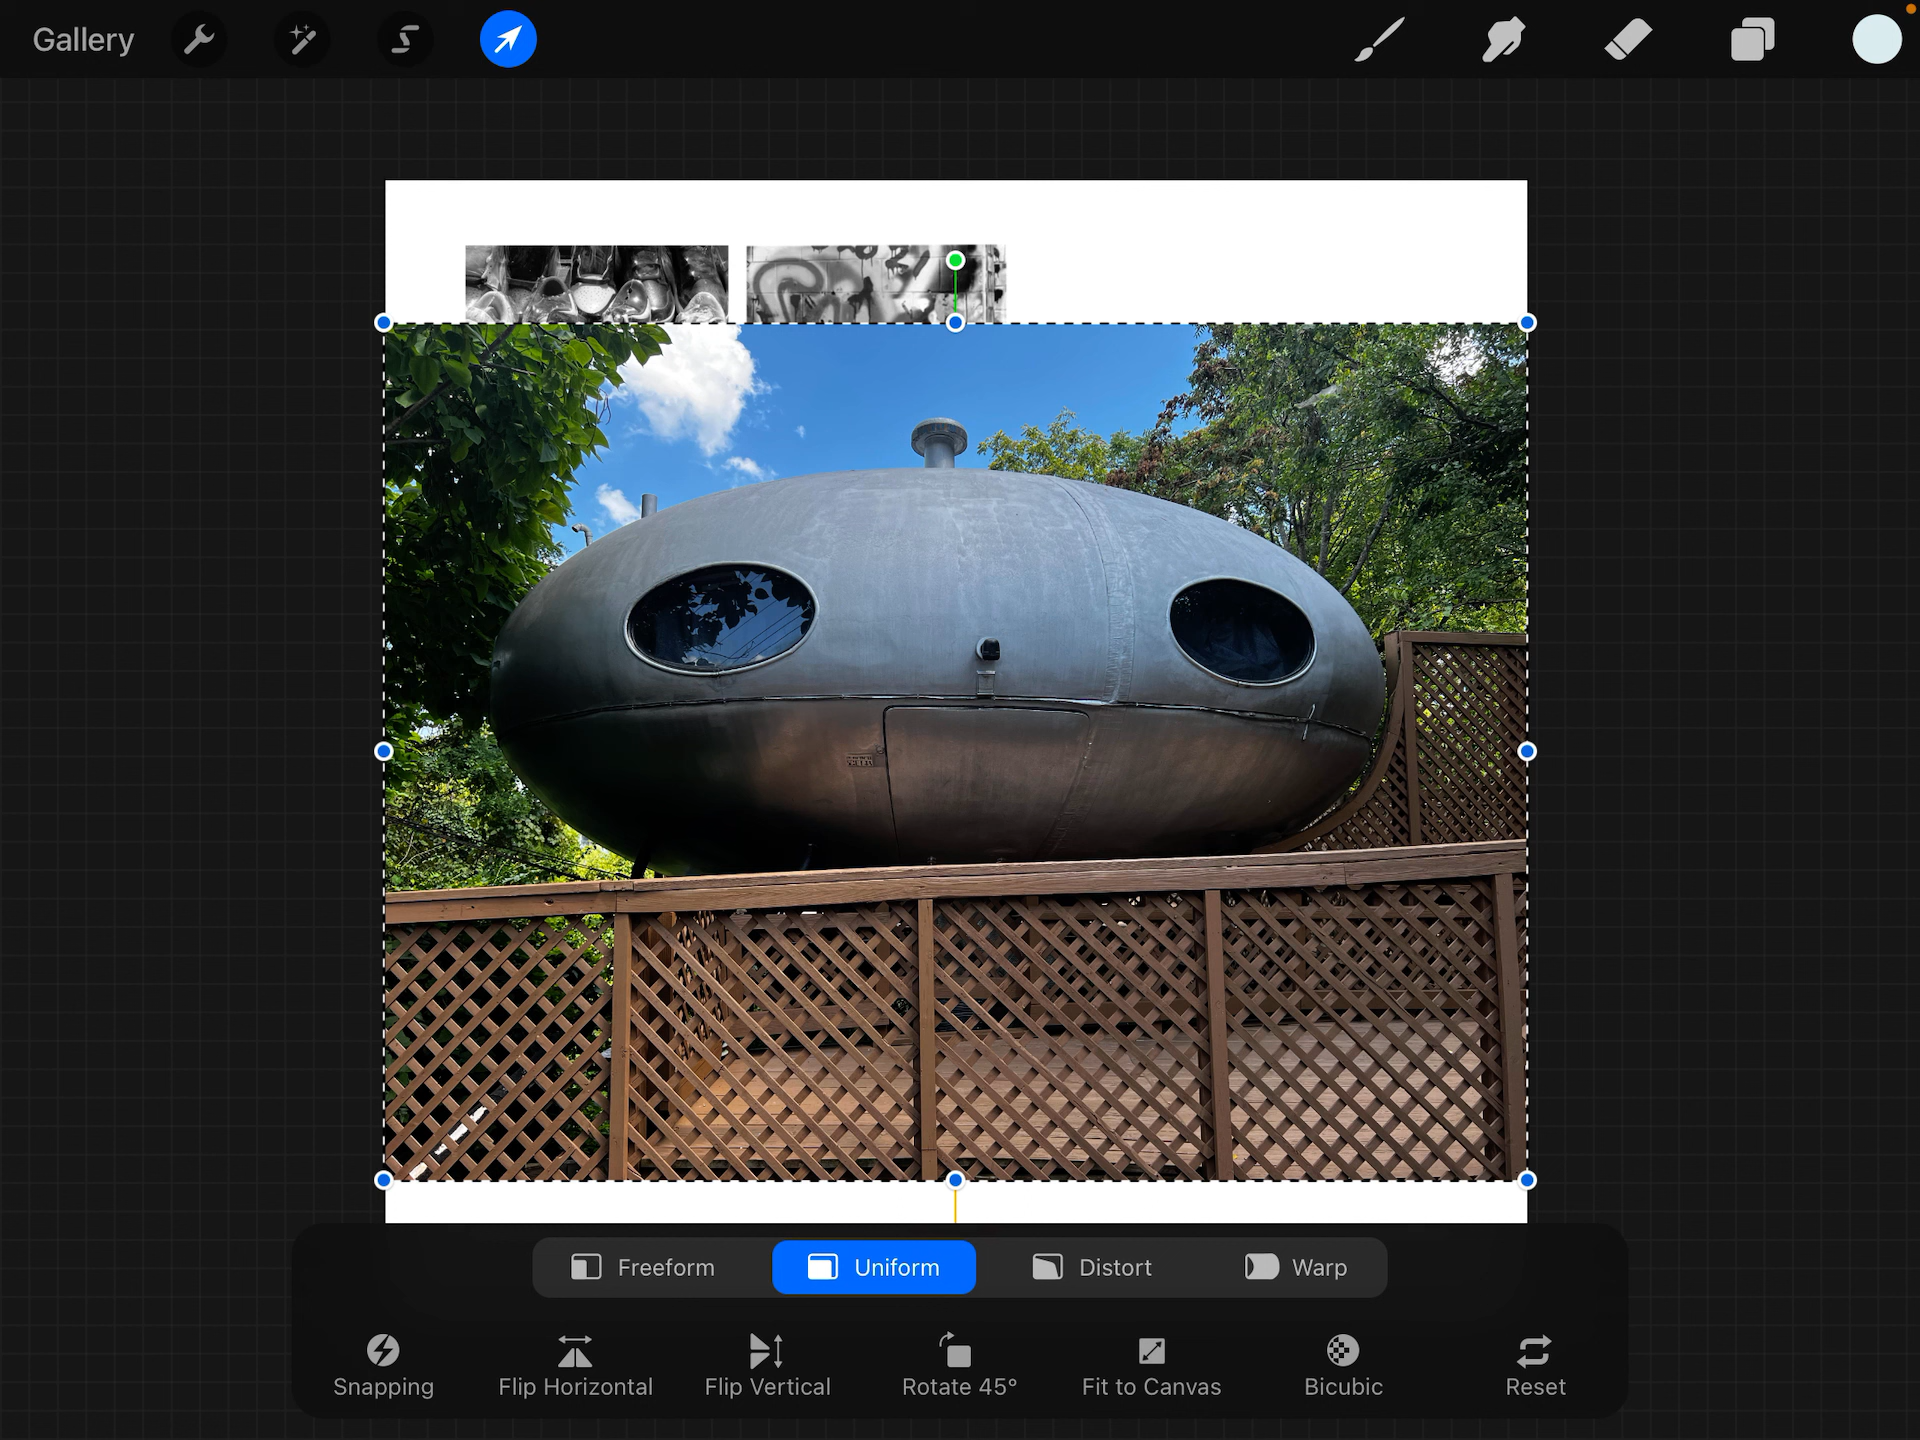 Gallery
Freeform
Uniform
Distort
Warp
Snapping
Flip Horizontal
Flip Vertical
Rotate 45°
Fit to Canvas
Bicubic
Reset